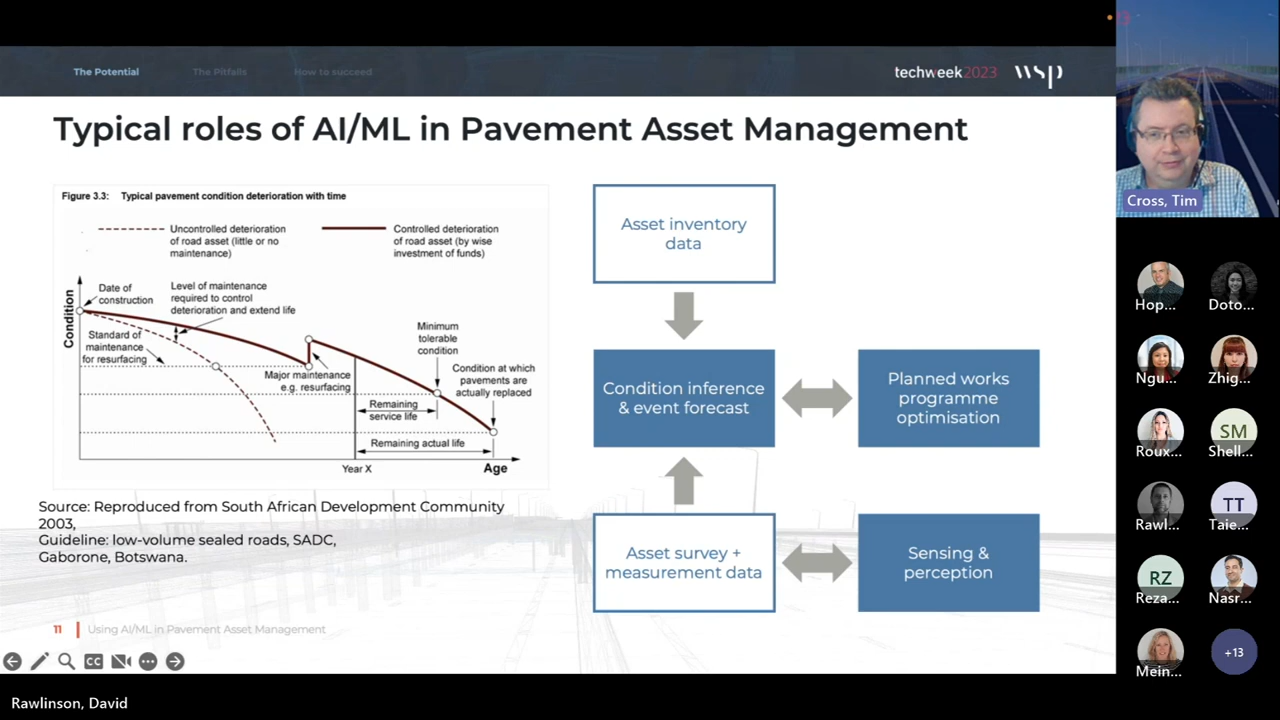 The Potential
The Pitfalls
How to succeed
techweek2023
wsp
Typical roles of AI/ML in Pavement Asset Management
Figure 3.3: Typical pavement condition deterioration with time
Uncontrolled deterioration
of road asset (little or no
maintenance)
Controlled deterioration
of road asset (by wise
investment of funds)
Condition
Date of
construction
Level of maintenance
required to control
deterioration and extend life
Standard of
maintenance
for resurfacing
Major maintenance
e.g. resurfacing
Minimum
tolerable
condition
Condition at which
pavements are
actually replaced
Remaining
service life
Remaining actual life
Year X
Age
Source: Reproduced from South African Development Community
2003,
Guideline: low-volume sealed roads, SADC,
Gaborone, Botswana.
Asset inventory
data
Condition inference
& event forecast
Planned works
programme
optimisation
Asset survey +
measurement data
Sensing &
perception
11
Using AI/ML in Pavement Asset Management
CC
Cross, Tim
Hop...
Doto...
Ngu...
Zhig...
Roux...
SM
Shell...
Rawl...
TT
Taie...
RZ
Reza...
Nasr...
Mein...
+13
Rawlinson, David